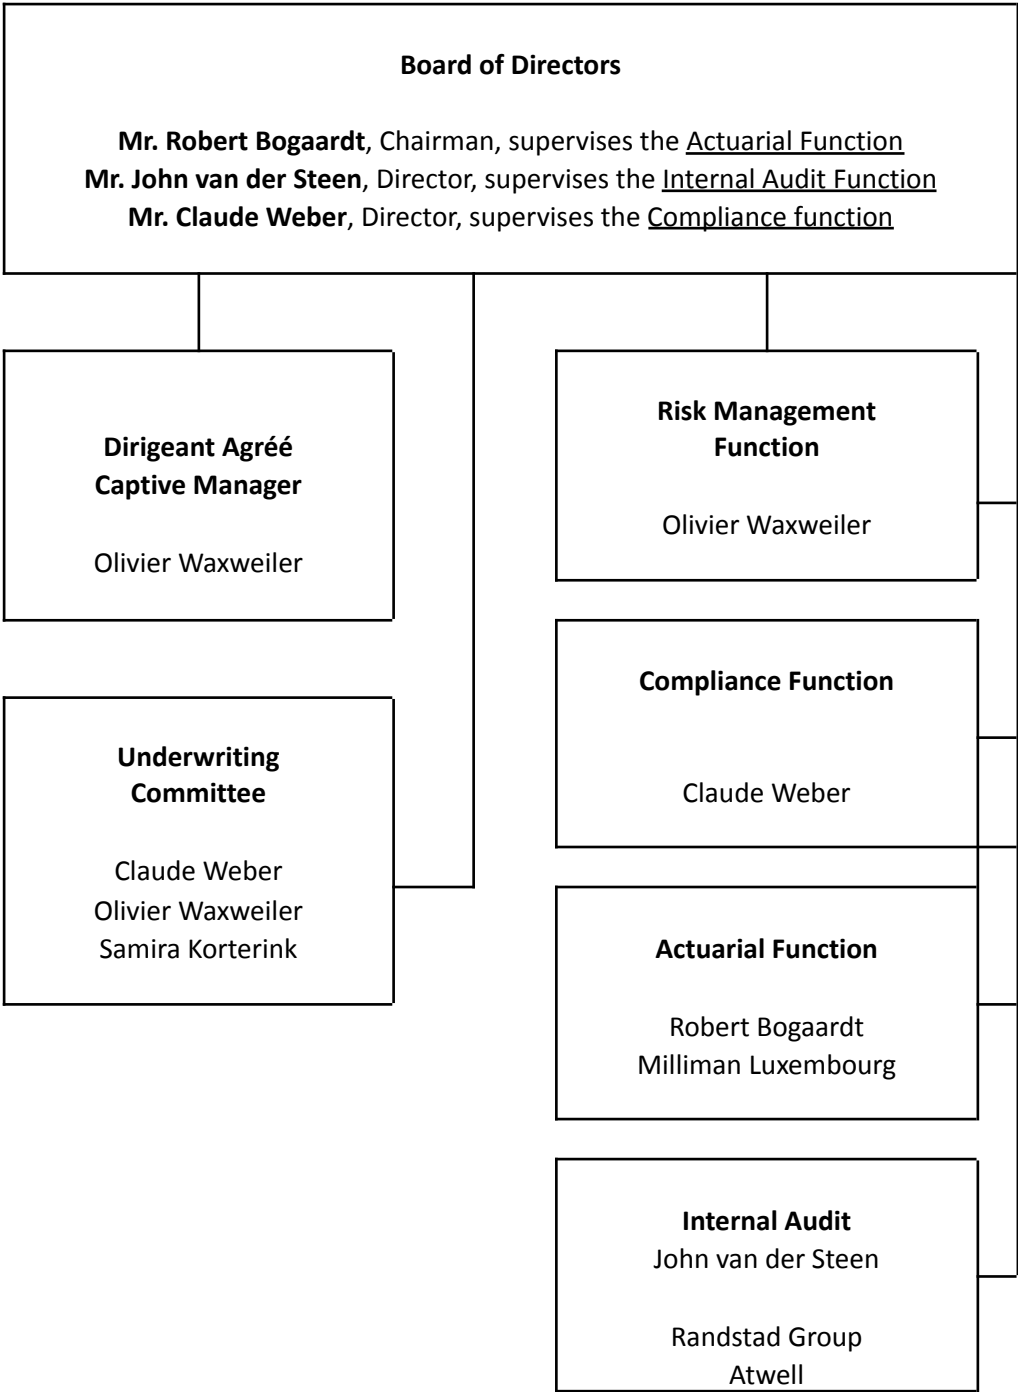 Board of Directors
Mr. Robert Bogaardt, Chairman, supervises the Actuarial Function
Mr. John van der Steen, Director, supervises the Internal Audit Function
Mr. Claude Weber, Director, supervises the Compliance function
Dirigeant Agréé
Captive Manager
Olivier Waxweiler
Underwriting
Committee
Claude Weber
Olivier Waxweiler
Samira Korterink
Risk Management
Function
Olivier Waxweiler
Compliance Function
Claude Weber
Actuarial Function
Robert Bogaardt
Milliman Luxembourg
Internal Audit
John van der Steen
Randstad Group
Atwell